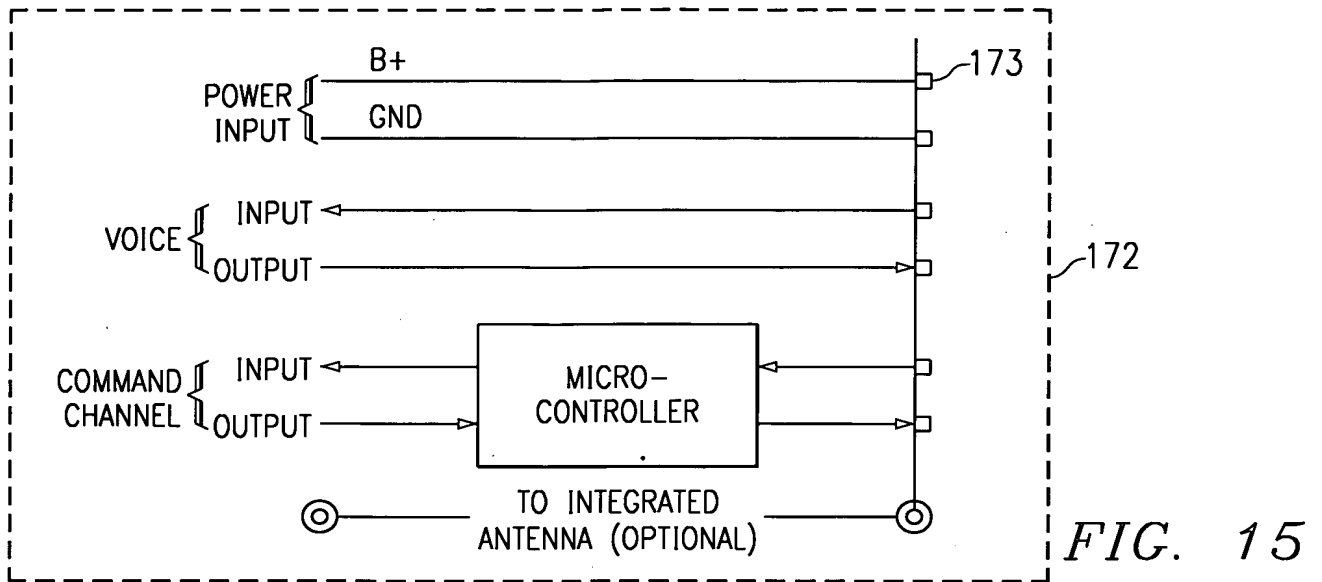 B+
173
POWER
INPUT
GND
VOICE
INPUT
OUTPUT
172
COMMAND
CHANNEL
INPUT
OUTPUT
MICRO-
CONTROLLER
TO INTEGRATED
ANTENNA (OPTIONAL)
FIG. 15